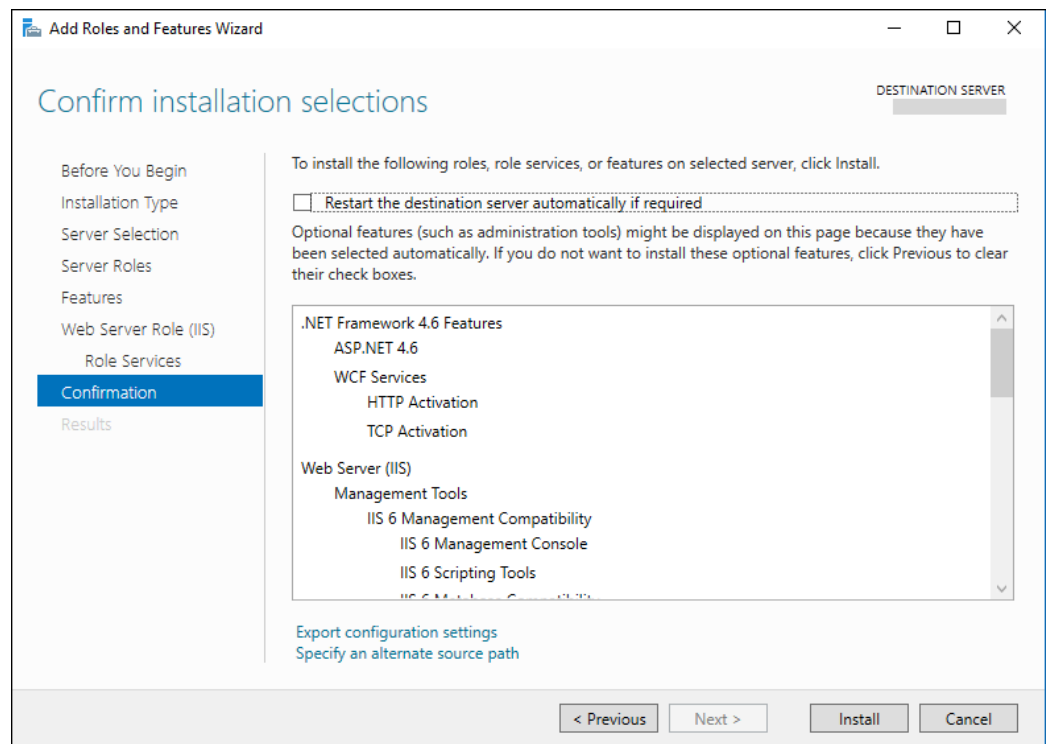 Add Roles and Features Wizard
Confirm installation selections
DESTINATION SERVER
Before You Begin
Installation Type
Server Selection
Server Roles
Features
Web Server Role (IIS)
Role Services
Confirmation
Results
To install the following roles, role services, or features on selected server, click Install.
Restart the destination server automatically if required
Optional features (such as administration tools) might be displayed on this page because they have
been selected automatically. If you do not want to install these optional features, click Previous to clear
their check boxes.
.NET Framework 4.6 Features
ASP.NET 4.6
WCF Services
HTTP Activation
TCP Activation
Web Server (IIS)
Management Tools
IIS 6 Management Compatibility
IIS 6 Management Console
IIS 6 Scripting Tools
IIS 6 Metabase Compatibility
Export configuration settings
Specify an alternate source path
< Previous
Next >
Install
Cancel